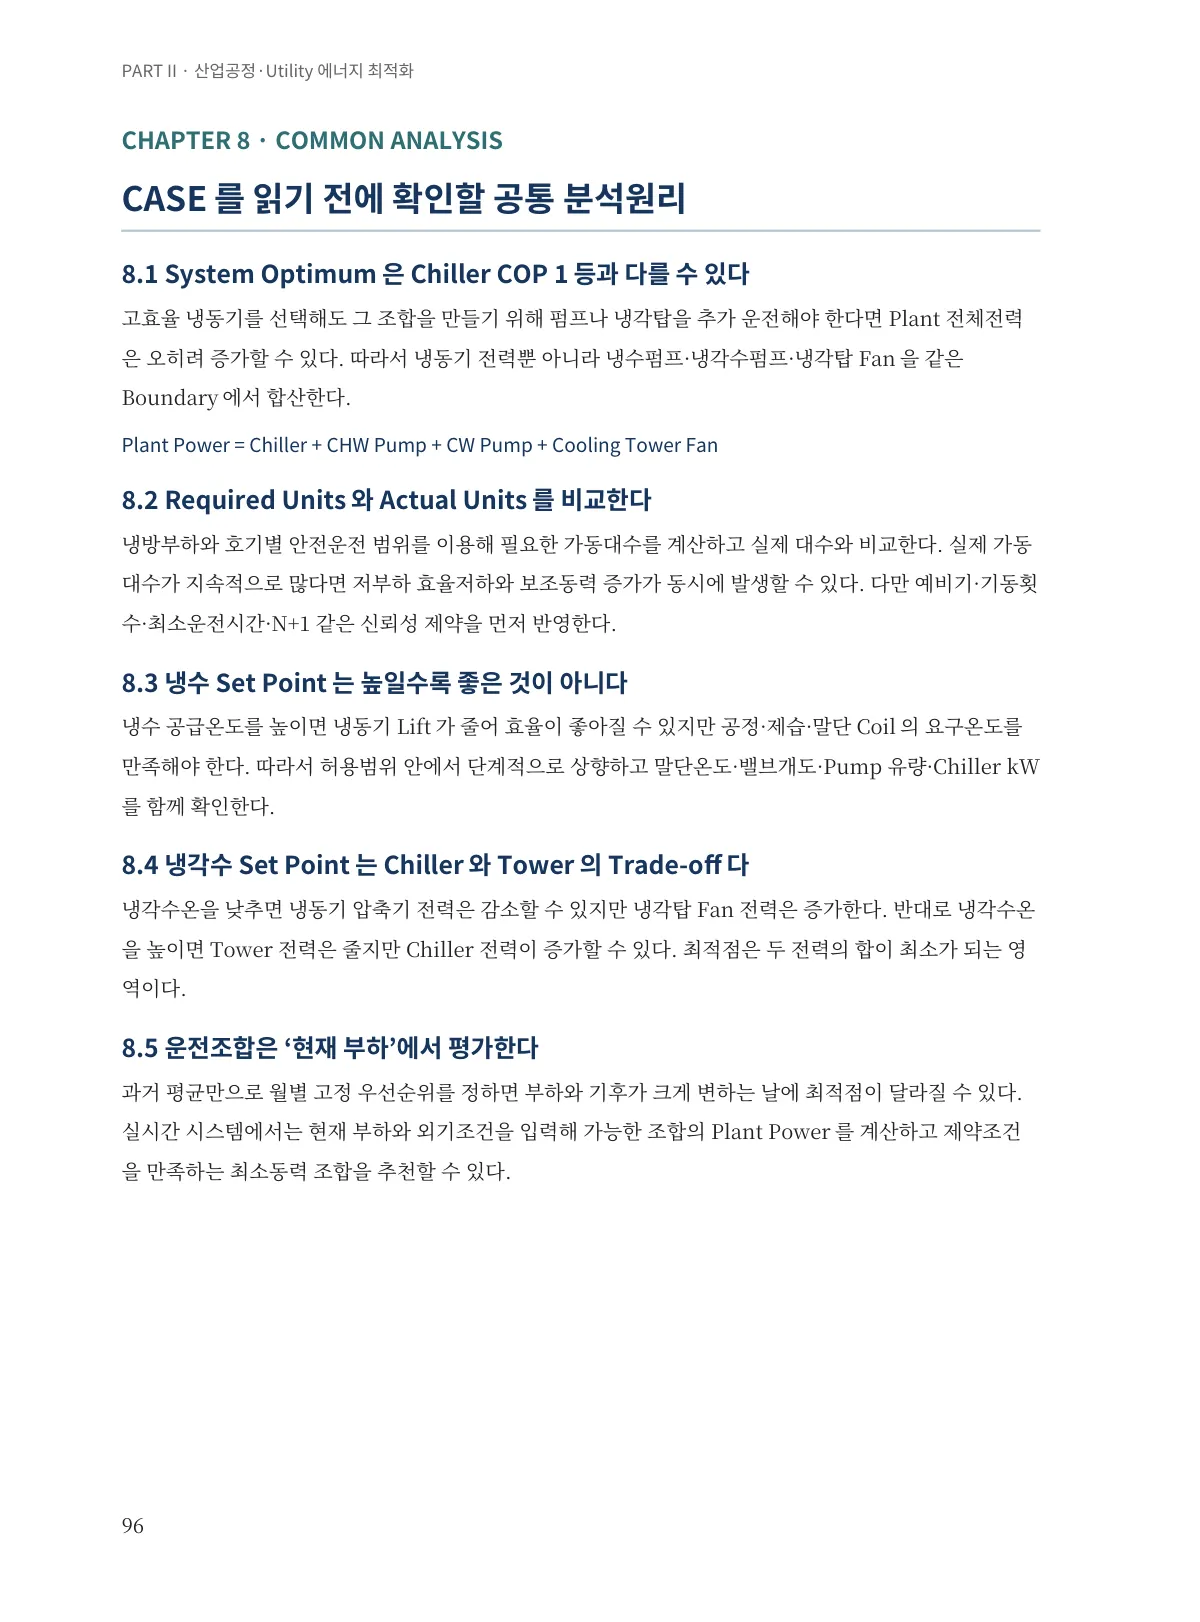 PART II · 산업공정·Utility 에너지 최적화
CHAPTER 8 · COMMON ANALYSIS
CASE 를 읽기 전에 확인할 공통 분석원리
8.1 System Optimum 은 Chiller COP 1 등과 다를 수 있다
고효율 냉동기를 선택해도 그 조합을 만들기 위해 펌프나 냉각탑을 추가 운전해야 한다면 Plant 전체전력
은 오히려 증가할 수 있다. 따라서 냉동기 전력뿐 아니라 냉수펌프·냉각수펌프·냉각탑 Fan 을 같은
Boundary 에서 합산한다.
Plant Power = Chiller + CHW Pump + CW Pump + Cooling Tower Fan
8.2 Required Units 와 Actual Units 를 비교한다
냉방부하와 호기별 안전운전 범위를 이용해 필요한 가동대수를 계산하고 실제 대수와 비교한다. 실제 가동
대수가 지속적으로 많다면 저부하 효율저하와 보조동력 증가가 동시에 발생할 수 있다. 다만 예비기·기동횟
수·최소운전시간·N+1 같은 신뢰성 제약을 먼저 반영한다.
8.3 냉수 Set Point 는 높일수록 좋은 것이 아니다
냉수 공급온도를 높이면 냉동기 Lift 가 줄어 효율이 좋아질 수 있지만 공정·제습·말단 Coil 의 요구온도를
만족해야 한다. 따라서 허용범위 안에서 단계적으로 상향하고 말단온도·밸브개도·Pump 유량·Chiller kW
를 함께 확인한다.
8.4 냉각수 Set Point 는 Chiller 와 Tower 의 Trade-off 다
냉각수온을 낮추면 냉동기 압축기 전력은 감소할 수 있지만 냉각탑 Fan 전력은 증가한다. 반대로 냉각수온
을 높이면 Tower 전력은 줄지만 Chiller 전력이 증가할 수 있다. 최적점은 두 전력의 합이 최소가 되는 영
역이다.
8.5 운전조합은 ‘현재 부하’에서 평가한다
과거 평균만으로 월별 고정 우선순위를 정하면 부하와 기후가 크게 변하는 날에 최적점이 달라질 수 있다.
실시간 시스템에서는 현재 부하와 외기조건을 입력해 가능한 조합의 Plant Power 를 계산하고 제약조건
을 만족하는 최소동력 조합을 추천할 수 있다.
96